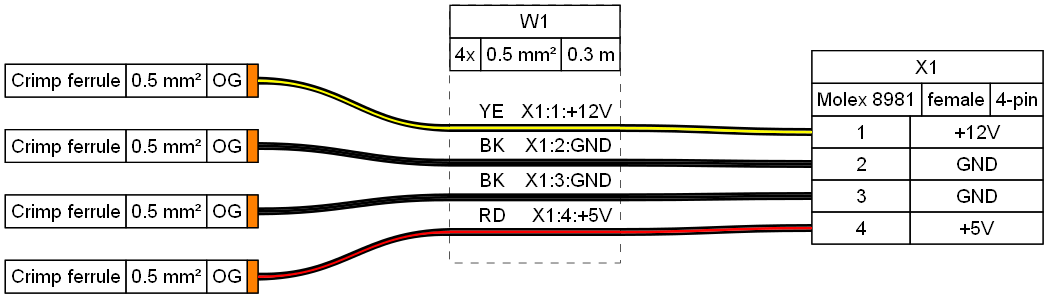 W1
4x 0.5 mm² 0.3 m
X1
Molex 8981 female 4-pin
1 +12V
2 GND
3 GND
4 +5V
Crimp ferrule 0.5 mm² OG
Crimp ferrule 0.5 mm² OG
Crimp ferrule 0.5 mm² OG
Crimp ferrule 0.5 mm² OG
YE X1:1:+12V
BK X1:2:GND
BK X1:3:GND
RD X1:4:+5V